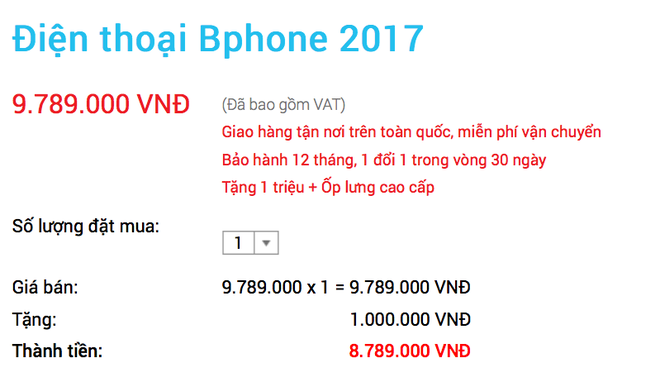 Điện thoại Bphone 2017
9.789.000 VNĐ (Đã bao gồm VAT)
Giao hàng tận nơi trên toàn quốc, miễn phí vận chuyển
Bảo hành 12 tháng, 1 đổi 1 trong vòng 30 ngày
Tặng 1 triệu + Ốp lưng cao cấp
Số lượng đặt mua: 1
Giá bán: 9.789.000 x 1 = 9.789.000 VNĐ
Tặng: 1.000.000 VNĐ
Thành tiền: 8.789.000 VNĐ